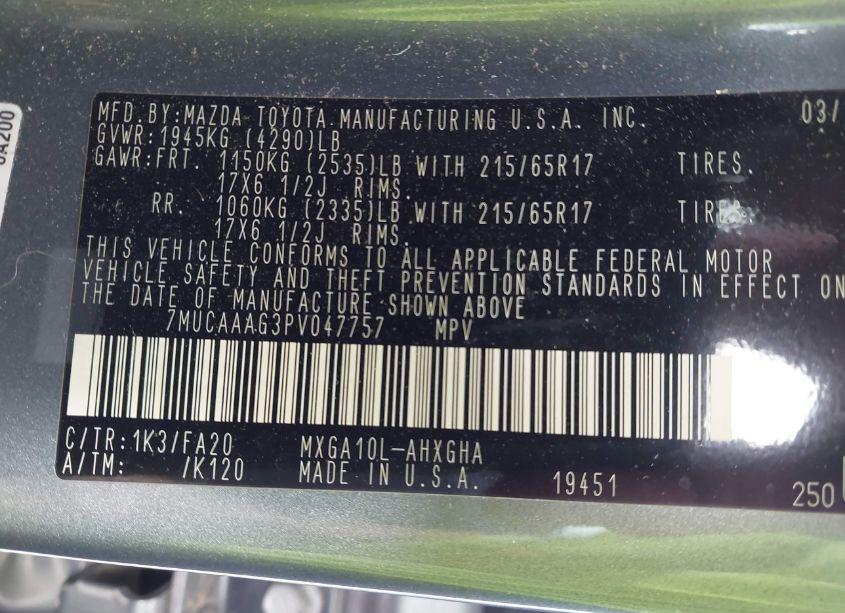 MFD.BY:MAZDA TOYOTA MANUFACTURING U.S.A. INC. 03/
GVWR:1945KG (4290)LB
GAWR:FRT. 1150KG (2535)LB WITH 215/65R17 TIRES.
17X6 1/2J RIMS.
RR. 1060KG (2335)LB WITH 215/65R17 TIRES.
17X6 1/2J RIMS.
THIS VEHICLE CONFORMS TO ALL APPLICABLE FEDERAL MOTOR
VEHICLE SAFETY AND THEFT PREVENTION STANDARDS IN EFFECT ON
THE DATE OF MANUFACTURE SHOWN ABOVE
7MUCAAAG3PV047757 MPV
C/TR:1K3/FA20 MXGA10L-AHXGHA
A/TM: /K120 MADE IN U.S.A. 19451 250
0A200